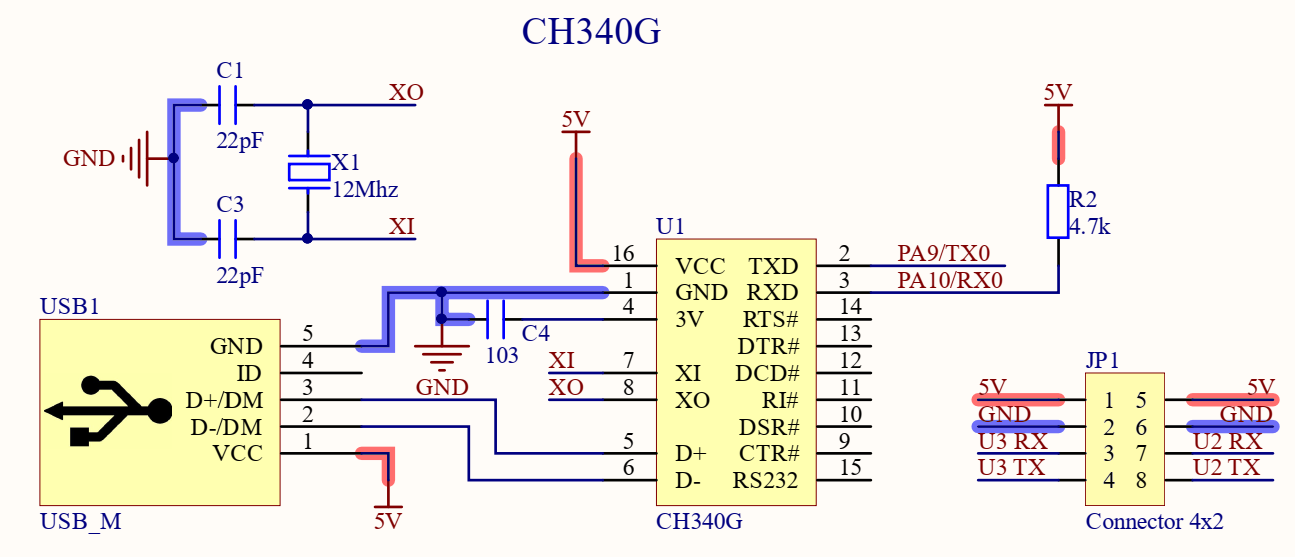 CH340G
C1
XO
22pF
GND
X1
12Mhz
C3
XI
22pF
5V
5V
R2
4.7k
U1
16 VCC TXD 2 PA9/TX0
1 GND RXD 3 PA10/RX0
4 3V RTS# 14
DTR# 13
7 XI DCD# 12
8 XO RI# 11
DSR# 10
5 D+ CTR# 9
6 D- RS232 15
CH340G
C4
103
GND
XI
XO
USB1
GND 5
ID 4
D+/DM 3
D-/DM 2
VCC 1
USB_M
5V
JP1
5V 1 5 5V
GND 2 6 GND
U3 RX 3 7 U2 RX
U3 TX 4 8 U2 TX
Connector 4x2